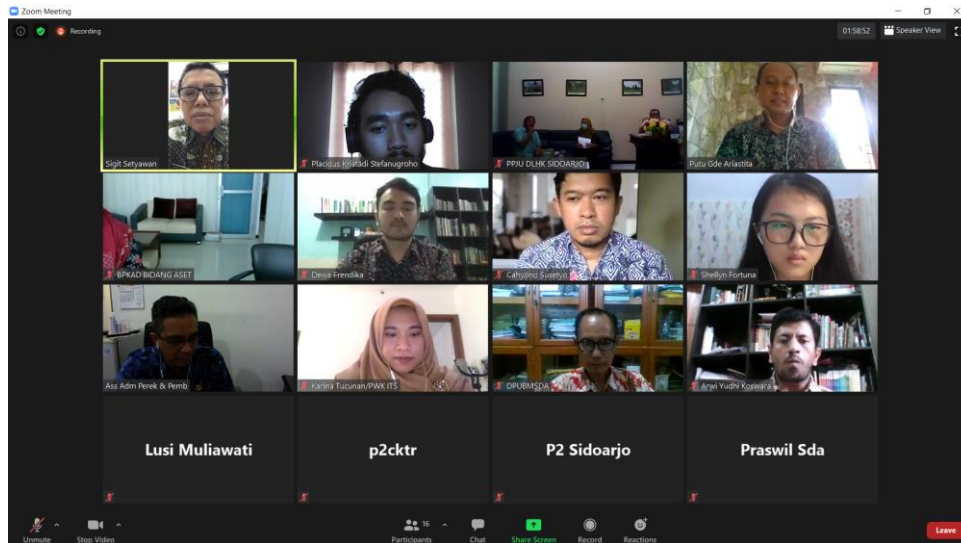 Zoom Meeting
Recording
01:58:52 Speaker View
Sigit Setyawan
Placidus Kristadi Stefanugroho
PPJU DLHK SIDOARJO
Putu Gde Ariastita
BPKAD BIDANG ASET
Dewa Frendika
Cahyono Susetyo
Shellyn Fortuna
Ass Adm Perek & Pemb
Karina Tucunan/PWK ITS
DPUBMSDA
Arwi Yudhi Koswara
Lusi Muliawati
p2cktr
P2 Sidoarjo
Praswil Sda
Unmute
Stop Video
16
Participants
Chat
Share Screen
Record
Reactions
Leave